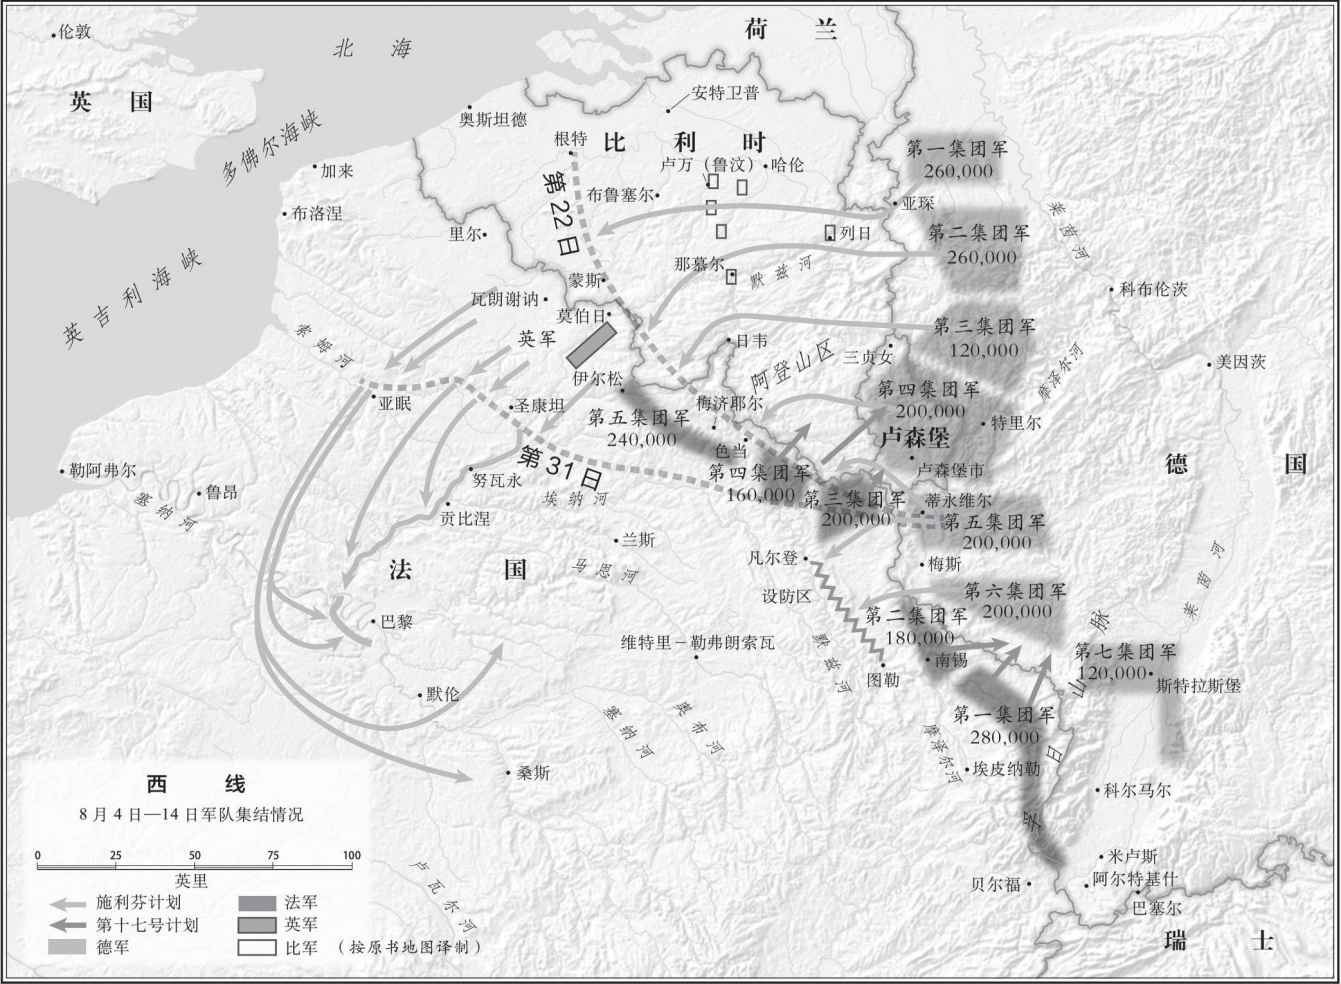 伦敦
北海
荷兰
英国
安特卫普
奥斯坦德
多佛尔海峡
根特
比利时
第一集团军
260,000
加来
卢万（鲁汶）
哈伦
布鲁塞尔
第22日
亚琛
布洛涅
莱茵河
里尔
列日
第二集团军
260,000
英吉利海峡
那慕尔
默兹河
蒙斯
科布伦茨
瓦朗谢讷
莫伯日
索姆河
英军
日韦
第三集团军
120,000
三贞女
阿登山区
摩泽尔河
美因茨
伊尔松
亚眠
圣康坦
第五集团军
240,000
梅济耶尔
第四集团军
200,000
特里尔
色当
卢森堡
勒阿弗尔
第31日
努瓦永
第四集团军
160,000
卢森堡市
德国
鲁昂
塞纳河
埃纳河
贡比涅
第三集团军
200,000
蒂永维尔
第五集团军
200,000
兰斯
凡尔登
梅斯
法国
马恩河
设防区
第六集团军
200,000
莱茵河
巴黎
第二集团军
180,000
维特里－勒弗朗索瓦
默兹河
南锡
图勒
第七集团军
120,000
斯特拉斯堡
孚日山脉
默伦
塞纳河
奥布河
第一集团军
280,000
摩泽尔河
埃皮纳勒
桑斯
科尔马尔
西线
8月4日—14日军队集结情况
0 25 50 75 100
英里
米卢斯
贝尔福
阿尔特基什
巴塞尔
卢瓦尔河
瑞士
施利芬计划 法军
第十七号计划 英军
德军 比军 （按原书地图译制）